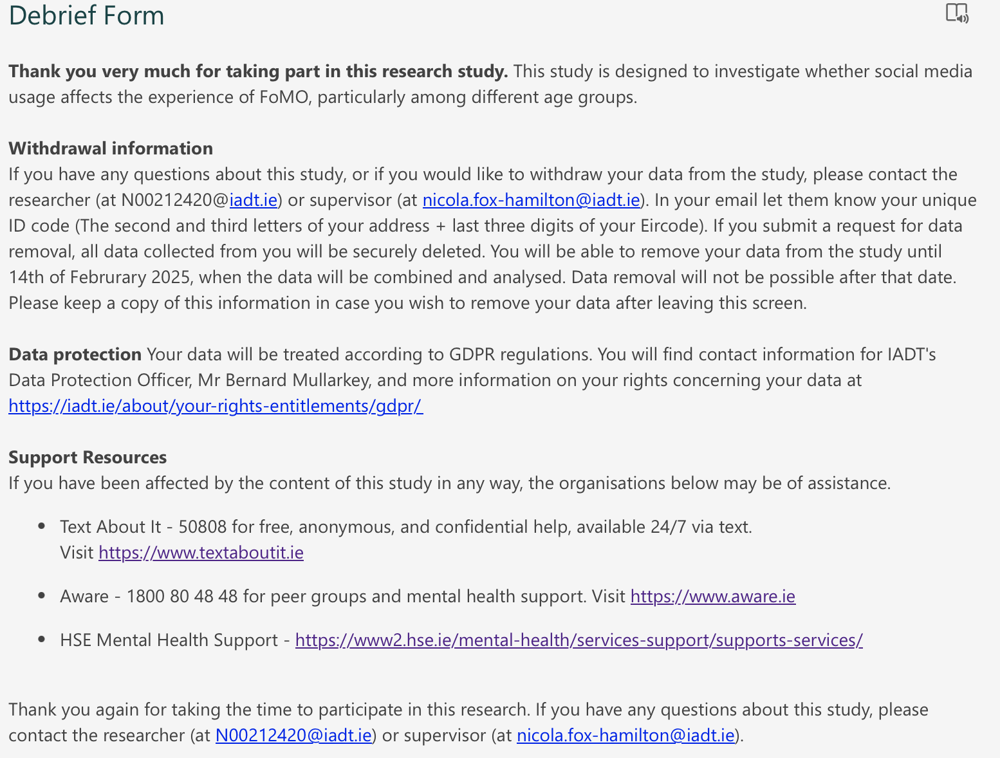 Debrief Form
Thank you very much for taking part in this research study. This study is designed to investigate whether social media
usage affects the experience of FoMO, particularly among different age groups.
Withdrawal information
If you have any questions about this study, or if you would like to withdraw your data from the study, please contact the
researcher (at N00212420@iadt.ie) or supervisor (at nicola.fox-hamilton@iadt.ie). In your email let them know your unique
ID code (The second and third letters of your address + last three digits of your Eircode). If you submit a request for data
removal, all data collected from you will be securely deleted. You will be able to remove your data from the study until
14th of Februrary 2025, when the data will be combined and analysed. Data removal will not be possible after that date.
Please keep a copy of this information in case you wish to remove your data after leaving this screen.
Data protection Your data will be treated according to GDPR regulations. You will find contact information for IADT's
Data Protection Officer, Mr Bernard Mullarkey, and more information on your rights concerning your data at
https://iadt.ie/about/your-rights-entitlements/gdpr/
Support Resources
If you have been affected by the content of this study in any way, the organisations below may be of assistance.
• Text About It - 50808 for free, anonymous, and confidential help, available 24/7 via text.
Visit https://www.textaboutit.ie
• Aware - 1800 80 48 48 for peer groups and mental health support. Visit https://www.aware.ie
• HSE Mental Health Support - https://www2.hse.ie/mental-health/services-support/supports-services/
Thank you again for taking the time to participate in this research. If you have any questions about this study, please
contact the researcher (at N00212420@iadt.ie) or supervisor (at nicola.fox-hamilton@iadt.ie).